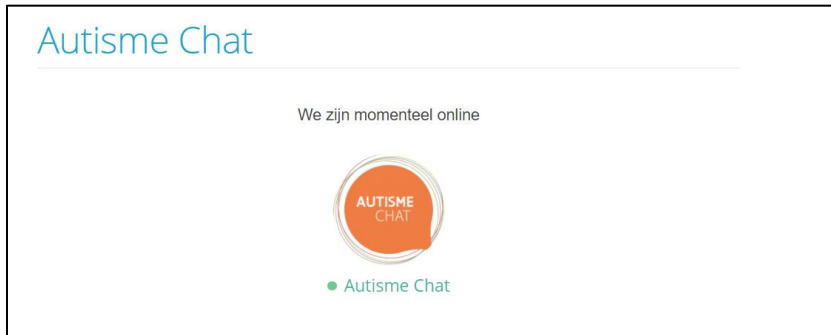 Autisme Chat
We zijn momenteel online
AUTISME
CHAT
Autisme Chat